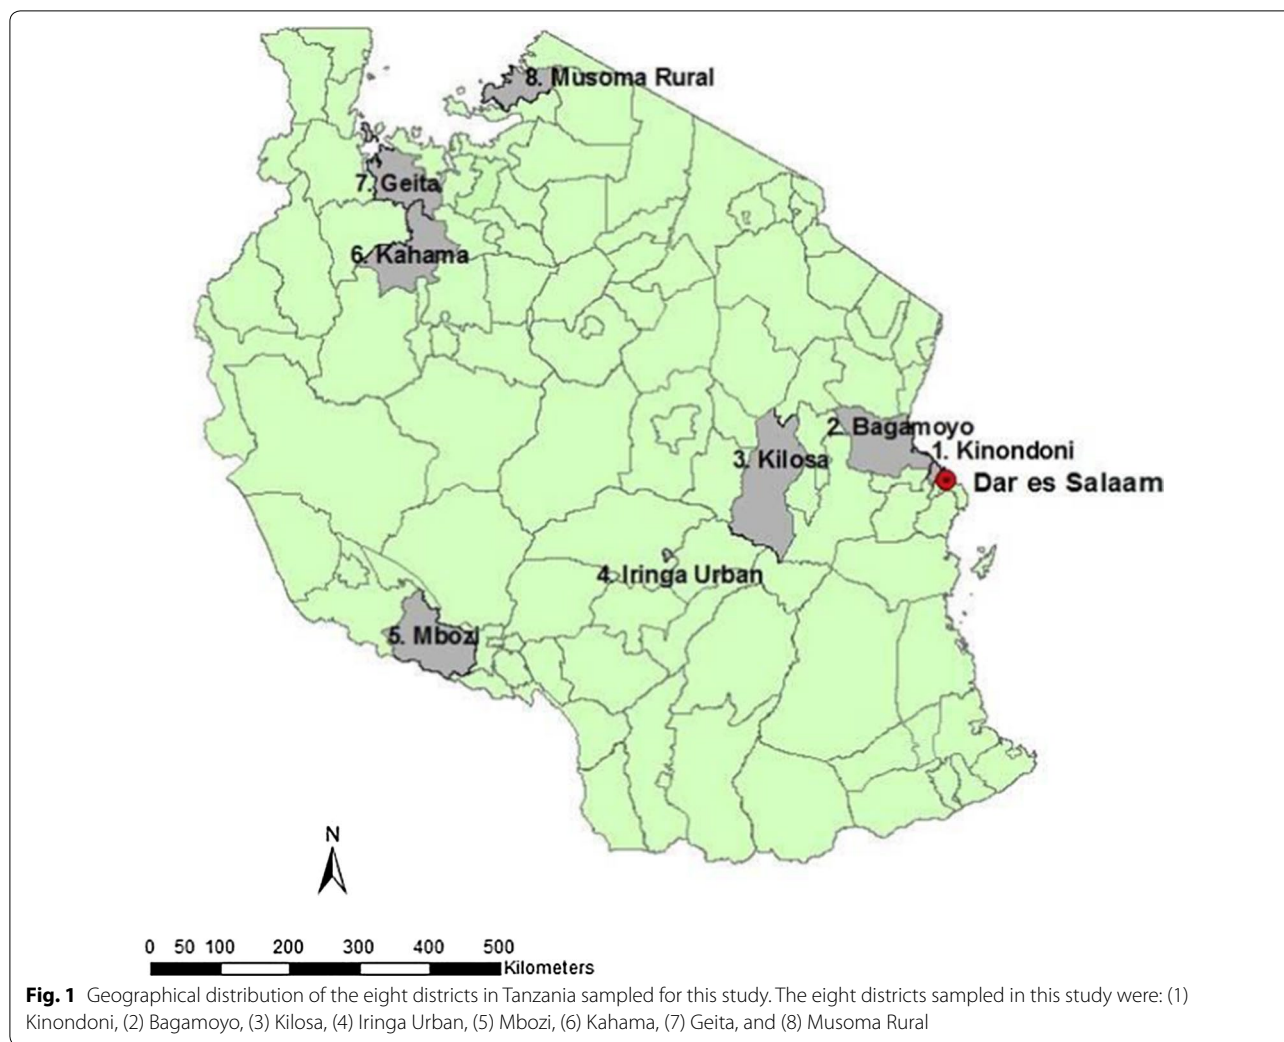 8. Musoma Rural
7. Geita
6. Kahama
2. Bagamoyo
1. Kinondoni
3. Kilosa
Dar es Salaam
4. Iringa Urban
5. Mbozi
N
0 50 100 200 300 400 500
Kilometers
Fig. 1 Geographical distribution of the eight districts in Tanzania sampled for this study. The eight districts sampled in this study were: (1)
Kinondoni, (2) Bagamoyo, (3) Kilosa, (4) Iringa Urban, (5) Mbozi, (6) Kahama, (7) Geita, and (8) Musoma Rural